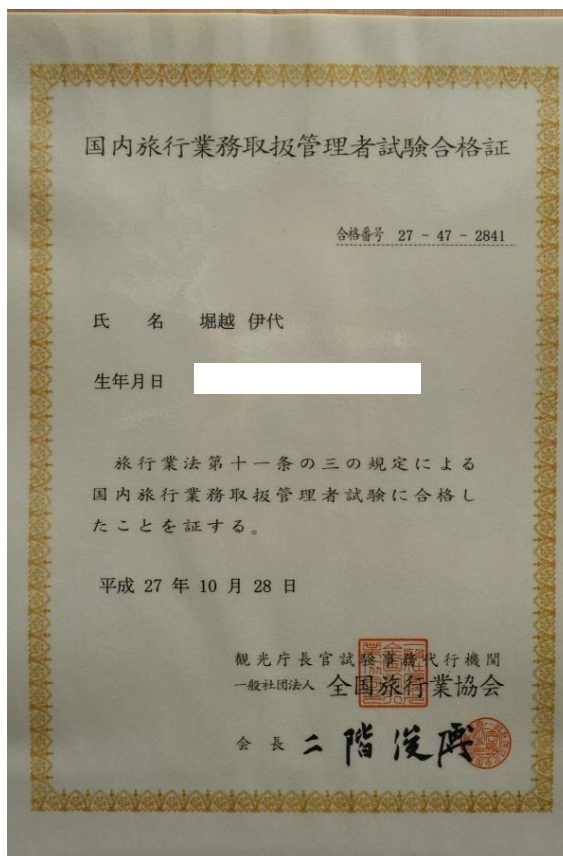 国内旅行業務取扱管理者試験合格証
合格番号 27 - 47 - 2841
氏 名 堀越 伊代
生年月日
旅行業法第十一条の三の規定による
国内旅行業務取扱管理者試験に合格し
たことを証する。
平成 27 年 10 月 28 日
観光庁長官試験事務代行機関
一般社団法人 全国旅行業協会
会 長 二階俊博